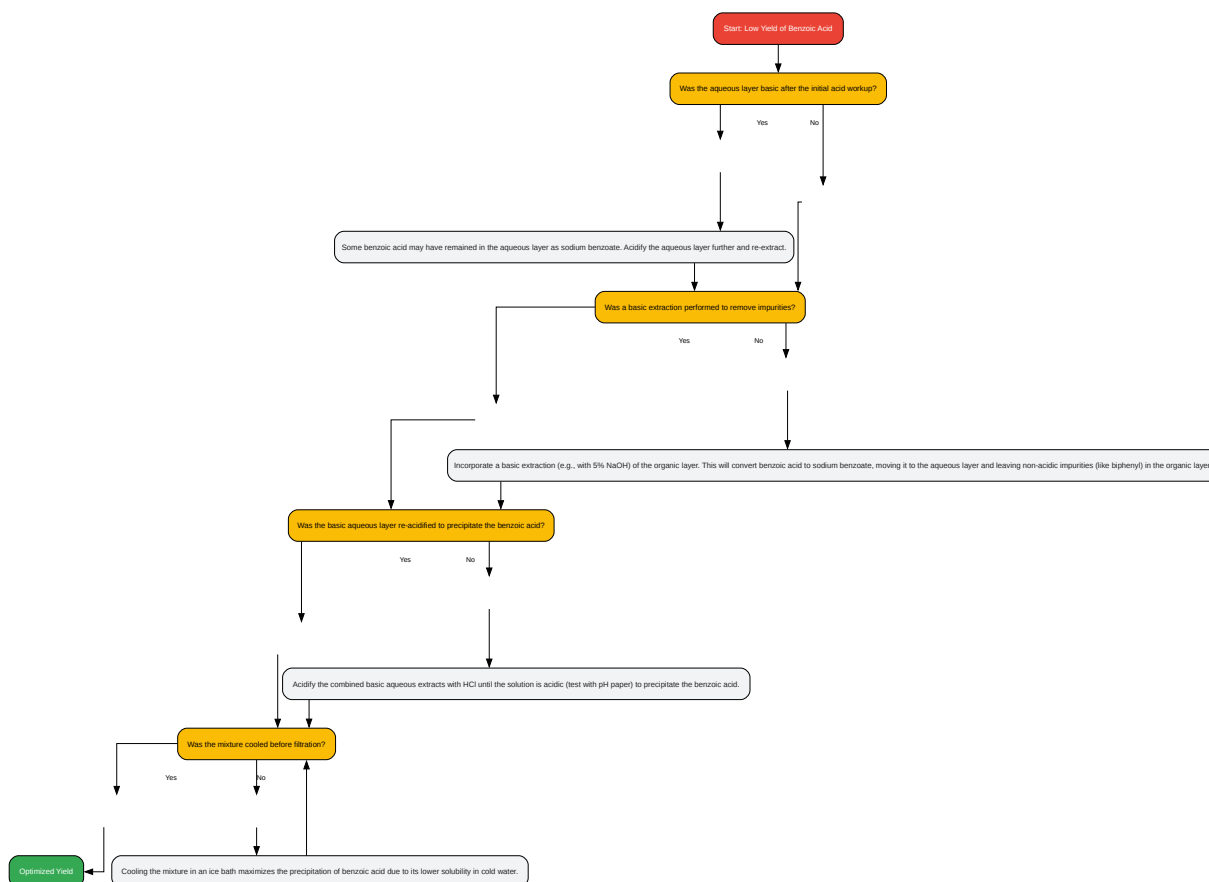 Start: Low Yield of Benzoic Acid
Was the aqueous layer basic after the initial acid workup?
Yes
No
Some benzoic acid may have remained in the aqueous layer as sodium benzoate. Acidify the aqueous layer further and re-extract.
Was a basic extraction performed to remove impurities?
Yes
No
Incorporate a basic extraction (e.g., with 5% NaOH) of the organic layer. This will convert benzoic acid to sodium benzoate, moving it to the aqueous layer and leaving non-acidic impurities (like biphenyl) in the organic layer
Was the basic aqueous layer re-acidified to precipitate the benzoic acid?
Yes
No
Acidify the combined basic aqueous extracts with HCl until the solution is acidic (test with pH paper) to precipitate the benzoic acid.
Was the mixture cooled before filtration?
Yes
No
Optimized Yield
Cooling the mixture in an ice bath maximizes the precipitation of benzoic acid due to its lower solubility in cold water.